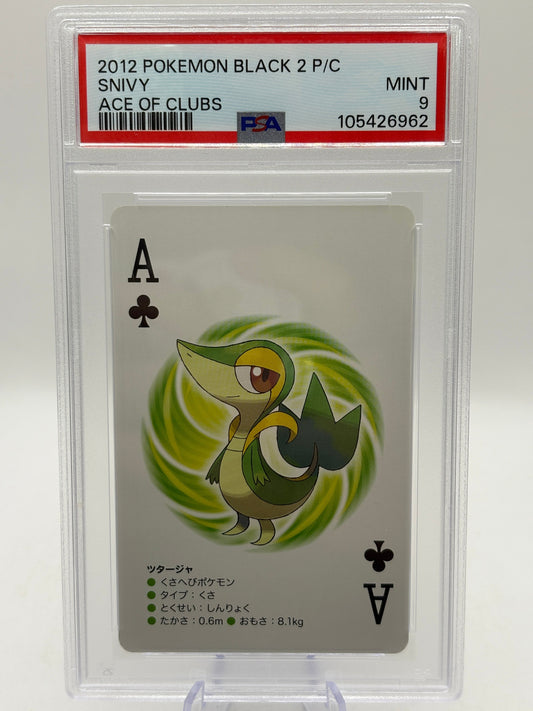 2012 POKEMON BLACK 2 P/C
SNIVY MINT
ACE OF CLUBS 9
PSA 105426962
A
ツタージャ
● くさへびポケモン
● タイプ：くさ
● とくせい：しんりょく
● たかさ：0.6m ● おもさ：8.1kg
A